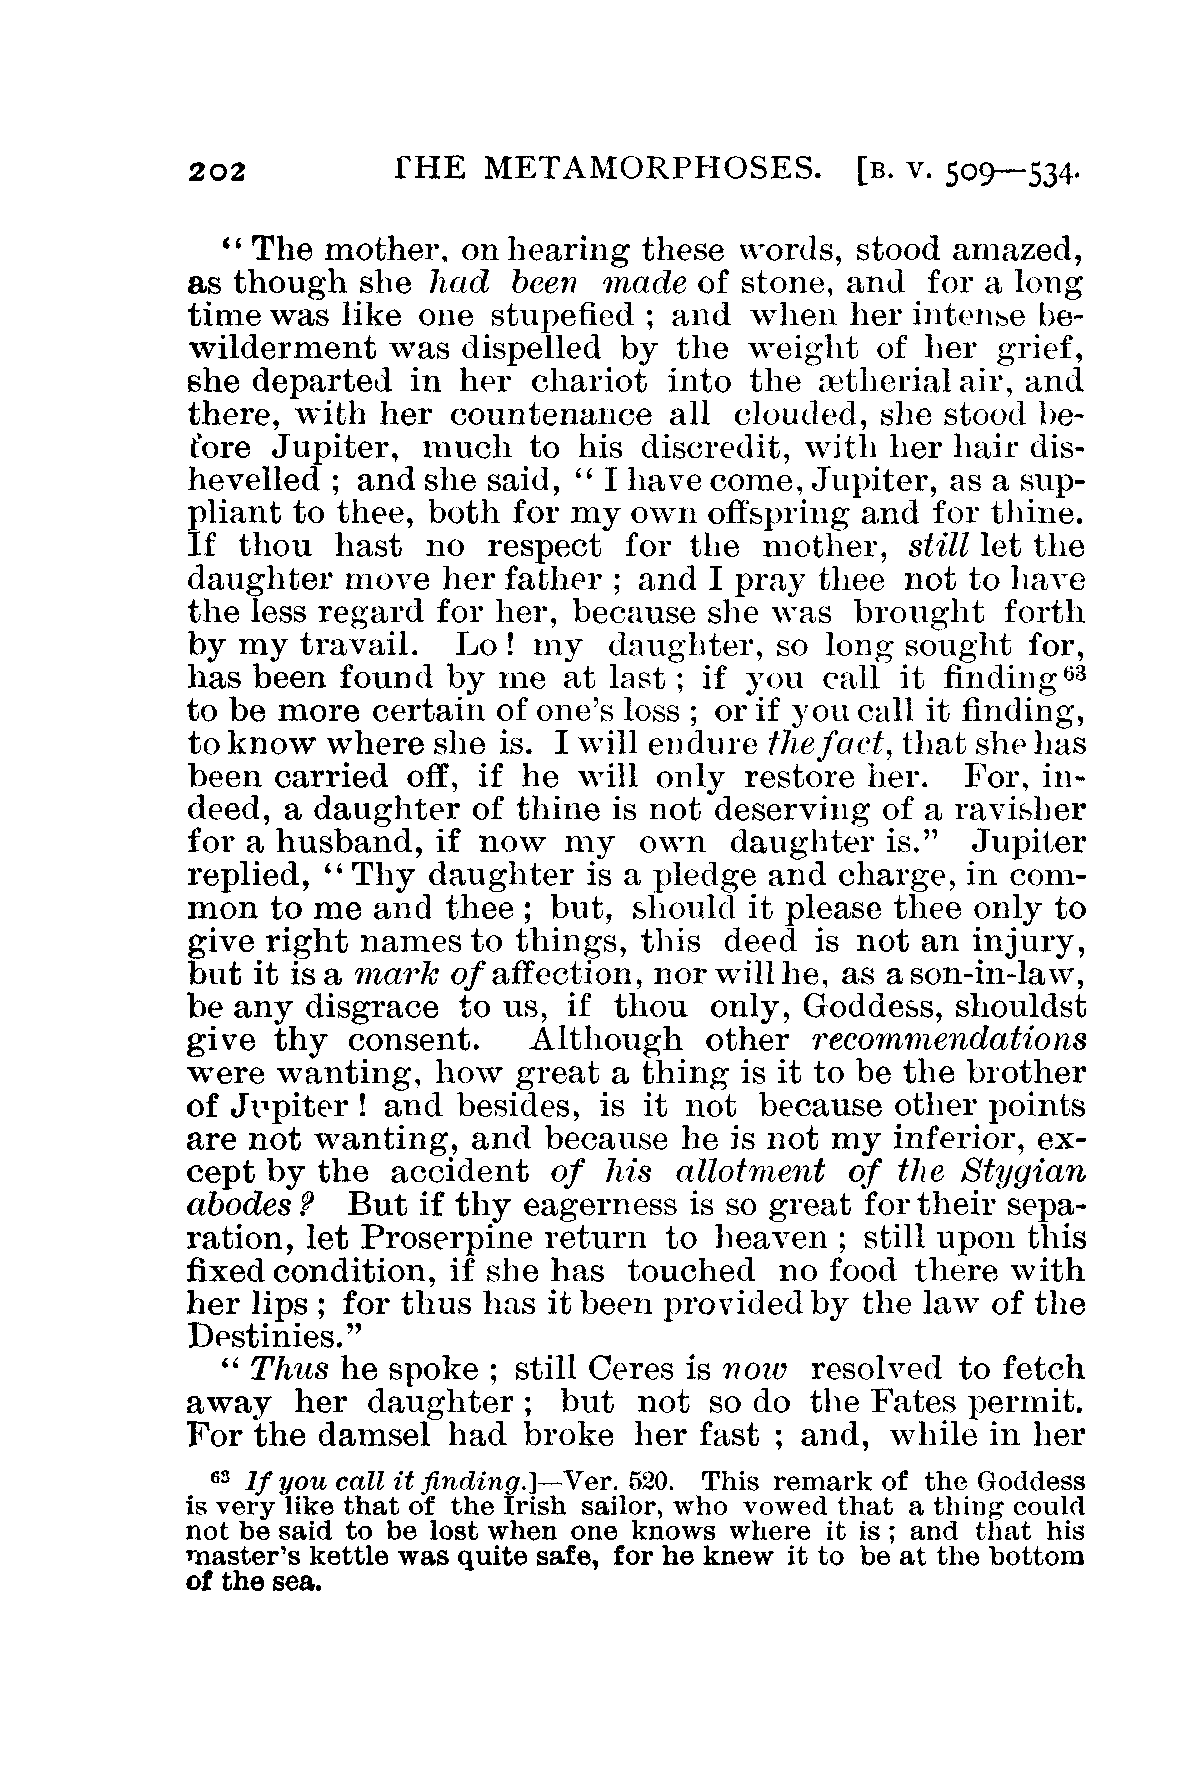 202 THE METAMORPHOSES. [B. V. 509—534.
“ The mother, on hearing these words, stood amazed,
as though she had been made of stone, and for a long
time was like one stupefied ; and when her intense be-
wilderment was dispelled by the weight of her grief,
she departed in her chariot into the ætherial air, and
there, with her countenance all clouded, she stood be-
fore Jupiter, much to his discredit, with her hair dis-
hevelled ; and she said, “ I have come, Jupiter, as a sup-
pliant to thee, both for my own offspring and for thine.
If thou hast no respect for the mother, still let the
daughter move her father ; and I pray thee not to have
the less regard for her, because she was brought forth
by my travail. Lo ! my daughter, so long sought for,
has been found by me at last ; if you call it finding⁶³
to be more certain of one’s loss ; or if you call it finding,
to know where she is. I will endure the fact, that she has
been carried off, if he will only restore her. For, in-
deed, a daughter of thine is not deserving of a ravisher
for a husband, if now my own daughter is.” Jupiter
replied, “ Thy daughter is a pledge and charge, in com-
mon to me and thee ; but, should it please thee only to
give right names to things, this deed is not an injury,
but it is a mark of affection, nor will he, as a son-in-law,
be any disgrace to us, if thou only, Goddess, shouldst
give thy consent. Although other recommendations
were wanting, how great a thing is it to be the brother
of Jupiter ! and besides, is it not because other points
are not wanting, and because he is not my inferior, ex-
cept by the accident of his allotment of the Stygian
abodes ? But if thy eagerness is so great for their sepa-
ration, let Proserpine return to heaven ; still upon this
fixed condition, if she has touched no food there with
her lips ; for thus has it been provided by the law of the
Destinies.”
“ Thus he spoke ; still Ceres is now resolved to fetch
away her daughter ; but not so do the Fates permit.
For the damsel had broke her fast ; and, while in her
⁶³ If you call it finding.]—Ver. 520. This remark of the Goddess
is very like that of the Irish sailor, who vowed that a thing could
not be said to be lost when one knows where it is ; and that his
master’s kettle was quite safe, for he knew it to be at the bottom
of the sea.